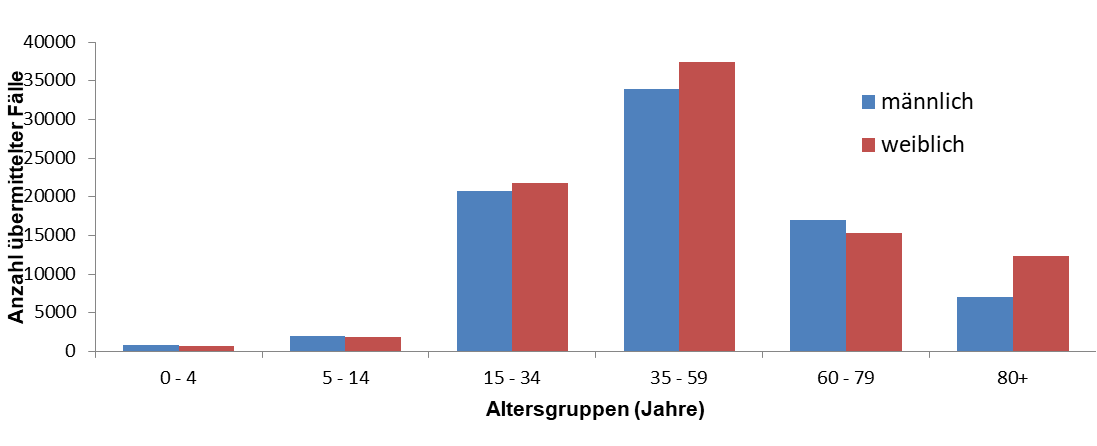 Anzahl übermittelter Fälle
40000
35000
30000
25000
20000
15000
10000
5000
0
männlich
weiblich
0 - 4
5 - 14
15 - 34
35 - 59
60 - 79
80+
Altersgruppen (Jahre)